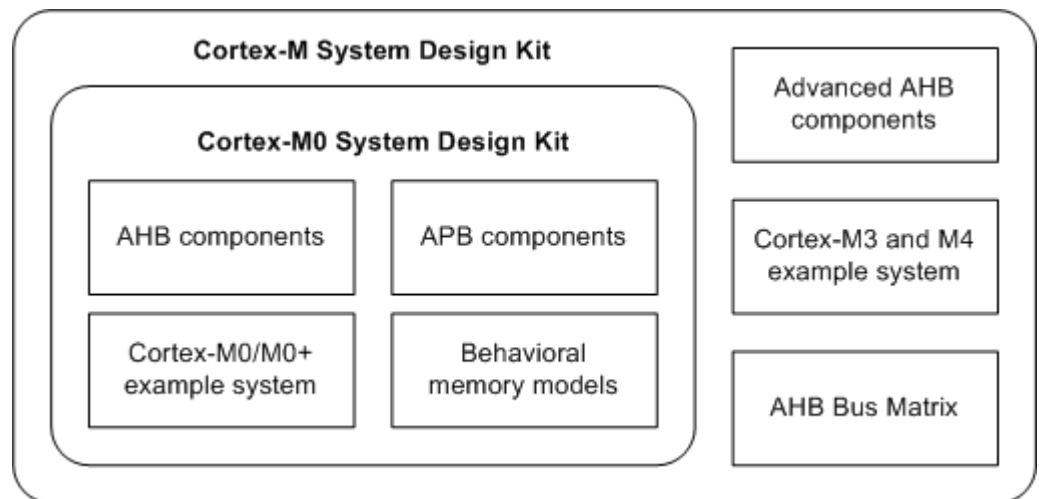 Cortex-M System Design Kit
Cortex-M0 System Design Kit
AHB components
APB components
Cortex-M0/M0+
example system
Behavioral
memory models
Advanced AHB
components
Cortex-M3 and M4
example system
AHB Bus Matrix